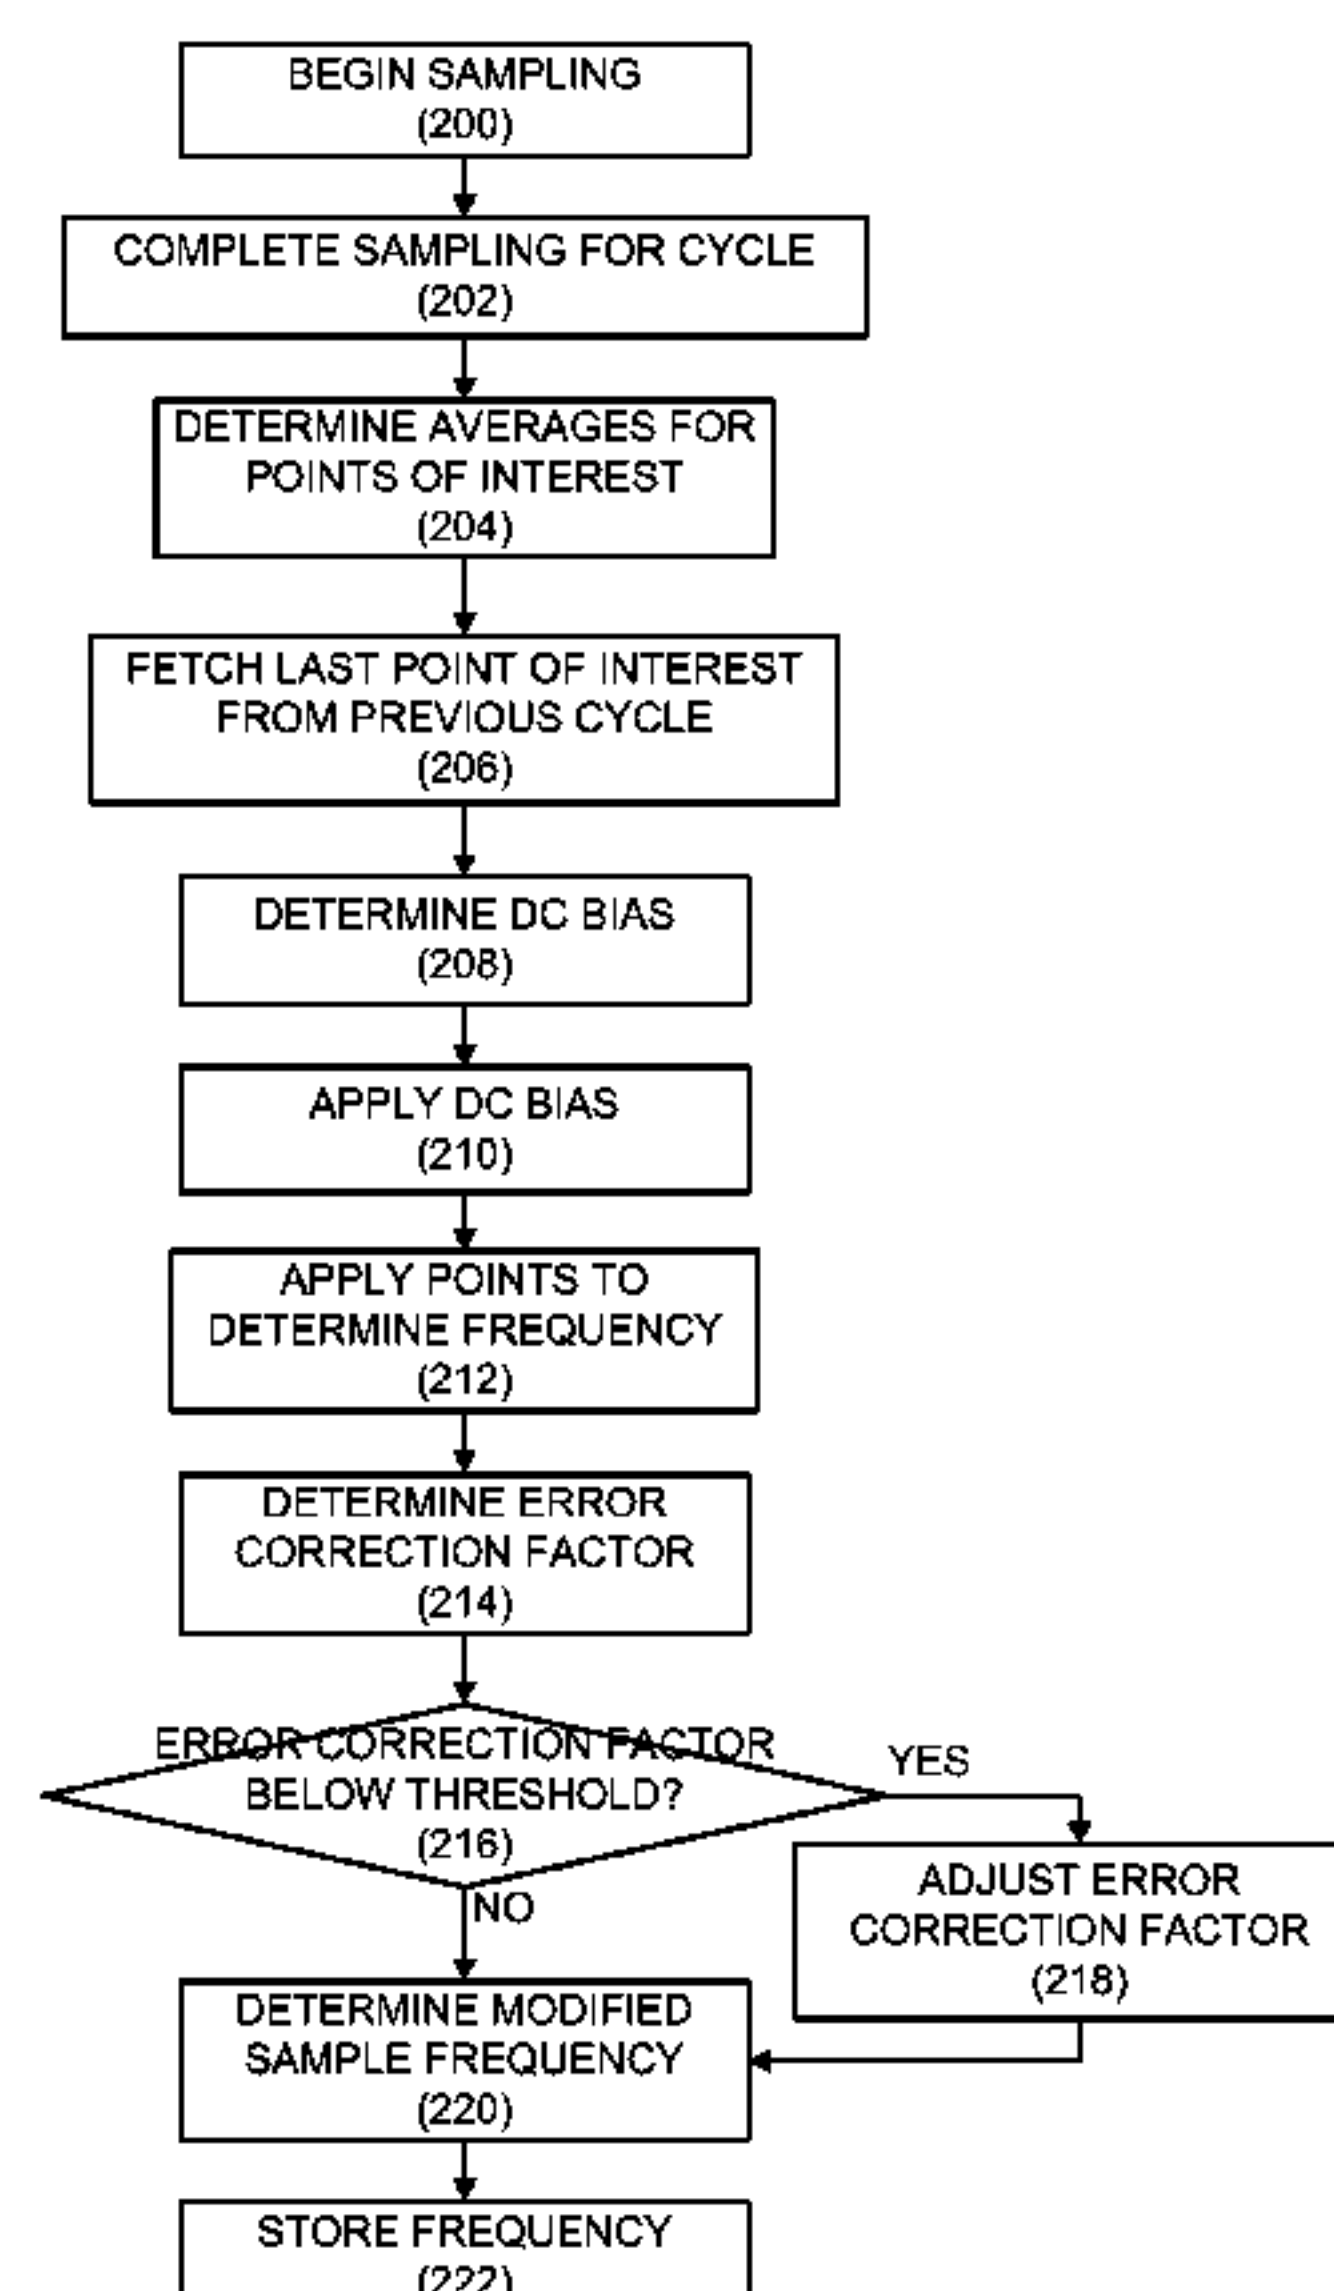 BEGIN SAMPLING
(200)
COMPLETE SAMPLING FOR CYCLE
(202)
DETERMINE AVERAGES FOR
POINTS OF INTEREST
(204)
FETCH LAST POINT OF INTEREST
FROM PREVIOUS CYCLE
(206)
DETERMINE DC BIAS
(208)
APPLY DC BIAS
(210)
APPLY POINTS TO
DETERMINE FREQUENCY
(212)
DETERMINE ERROR
CORRECTION FACTOR
(214)
ERROR CORRECTION FACTOR
BELOW THRESHOLD?
(216)
YES
NO
ADJUST ERROR
CORRECTION FACTOR
(218)
DETERMINE MODIFIED
SAMPLE FREQUENCY
(220)
STORE FREQUENCY
(222)